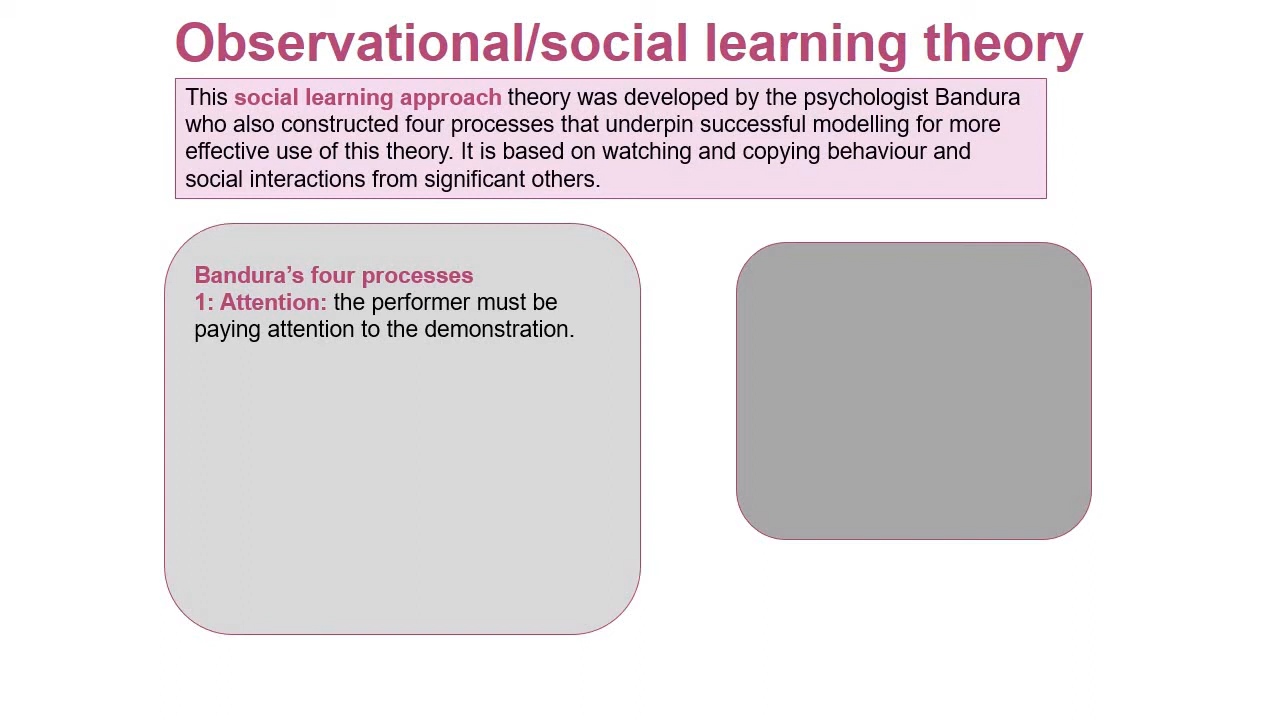 Observational/social learning theory
This social learning approach theory was developed by the psychologist Bandura
who also constructed four processes that underpin successful modelling for more
effective use of this theory. It is based on watching and copying behaviour and
social interactions from significant others.
Bandura’s four processes
1: Attention: the performer must be
paying attention to the demonstration.